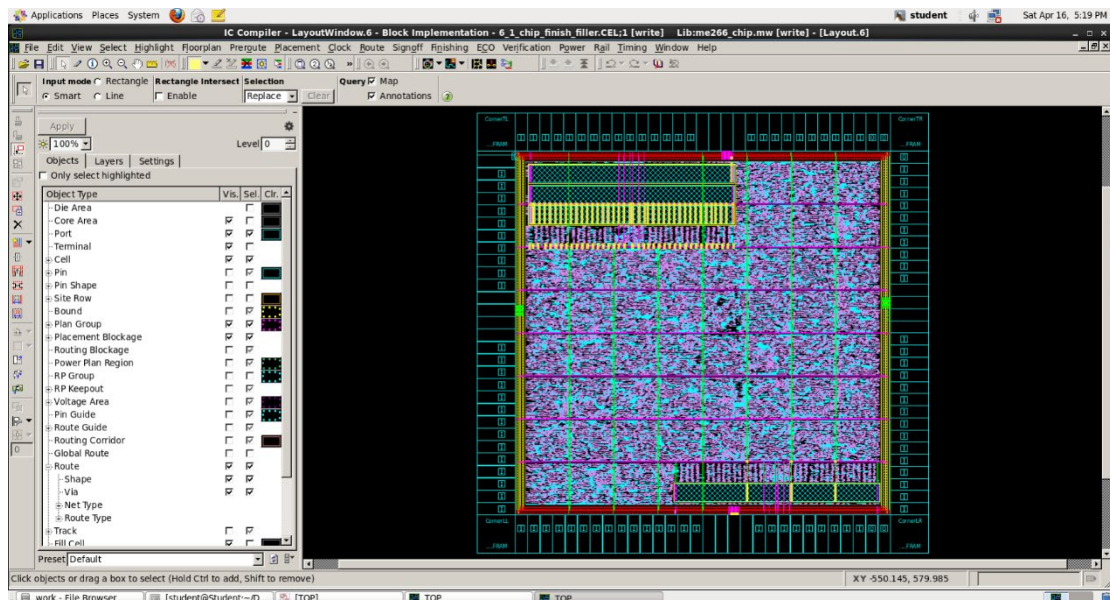 Applications Places System student Sat Apr 16, 5:19 PM
IC Compiler - LayoutWindow.6 - Block Implementation - 6_1_chip_finish_filler.CEL;1 [write] Lib:me266_chip.mw [write] - [Layout.6]
File Edit View Select Highlight Floorplan Preroute Placement Clock Route Signoff Finishing ECO Verification Power Rail Timing Window Help
Input mode Rectangle Rectangle Intersect Selection Query Map
Smart Line Enable Replace Clear Annotations
Apply
100% Level 0
Objects Layers Settings
Only select highlighted
Object Type Vis. Sel. Clr.
Die Area
Core Area
Port
Terminal
Cell
Pin
Pin Shape
Site Row
Bound
Plan Group
Placement Blockage
Routing Blockage
Power Plan Region
RP Group
RP Keepout
Voltage Area
Pin Guide
Route Guide
Routing Corridor
Global Route
Route
Shape
Via
Net Type
Route Type
Track
Fill Cell
Preset: Default
0
CornerTL CornerTR
...FRAM ...FRAM
CornerLL CornerLR
...FRAM ...FRAM
Click objects or drag a box to select (Hold Ctrl to add, Shift to remove) XY -550.145, 579.985
work - File Browser [student@Student:~/D [TOP] TOP TOP